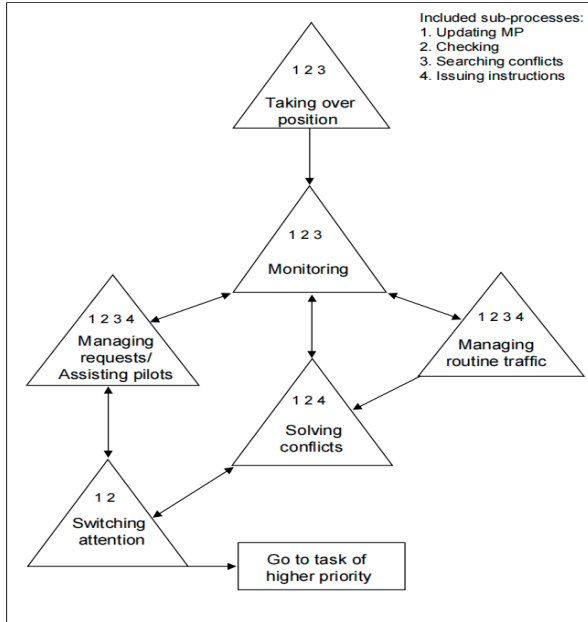 Included sub-processes:
1. Updating MP
2. Checking
3. Searching conflicts
4. Issuing instructions
1 2 3
Taking over
position
1 2 3
Monitoring
1 2 3 4
Managing
requests/
Assisting pilots
1 2 3 4
Managing
routine traffic
1 2 4
Solving
conflicts
1 2
Switching
attention
Go to task of
higher priority